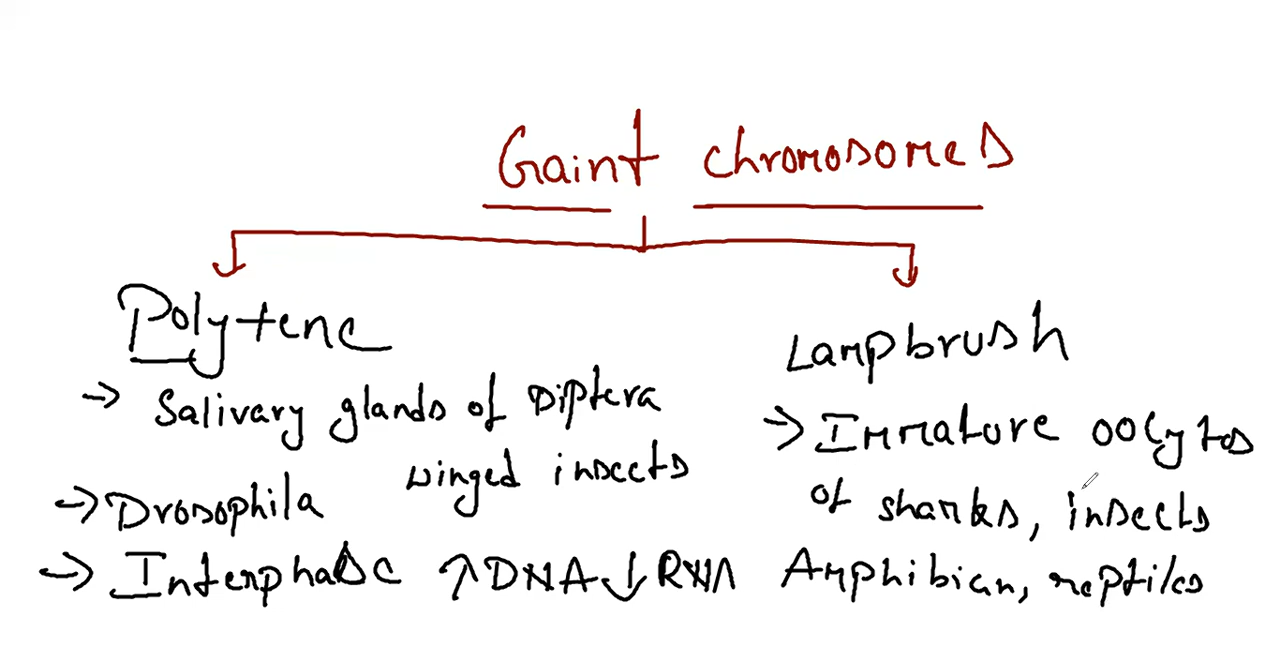 Gaint chromosomes
Polytene
→ Salivary glands of Diptera
winged insects
→ Drosophila
→ Interphase ↑DNA ↓RNA
Lampbrush
→ Immature oocytes
of sharks, insects
Amphibian, reptiles